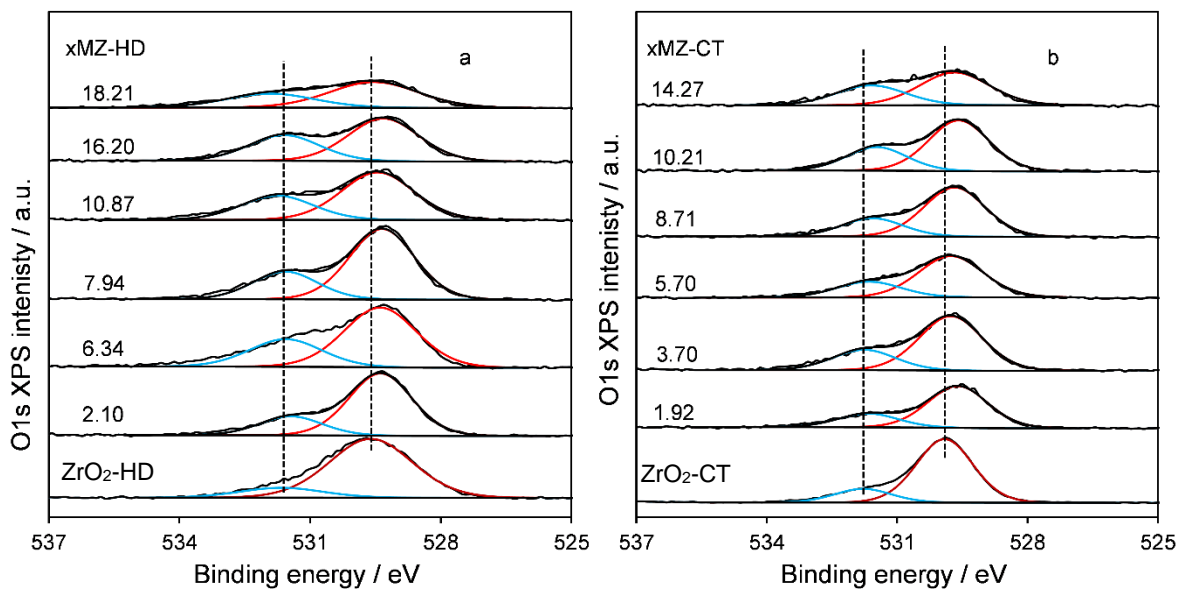 O1s XPS intenisty / a.u.
xMZ-HD
a
18.21
16.20
10.87
7.94
6.34
2.10
ZrO₂-HD
537 534 531 528 525
Binding energy / eV
O1s XPS intenisty / a.u.
xMZ-CT
b
14.27
10.21
8.71
5.70
3.70
1.92
ZrO₂-CT
537 534 531 528 525
Binding energy / eV